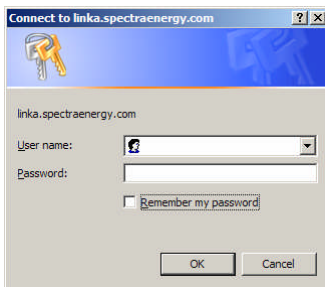 Connect to linka.spectraenergy.com
linka.spectraenergy.com
User name:
Password:
Remember my password
OK Cancel